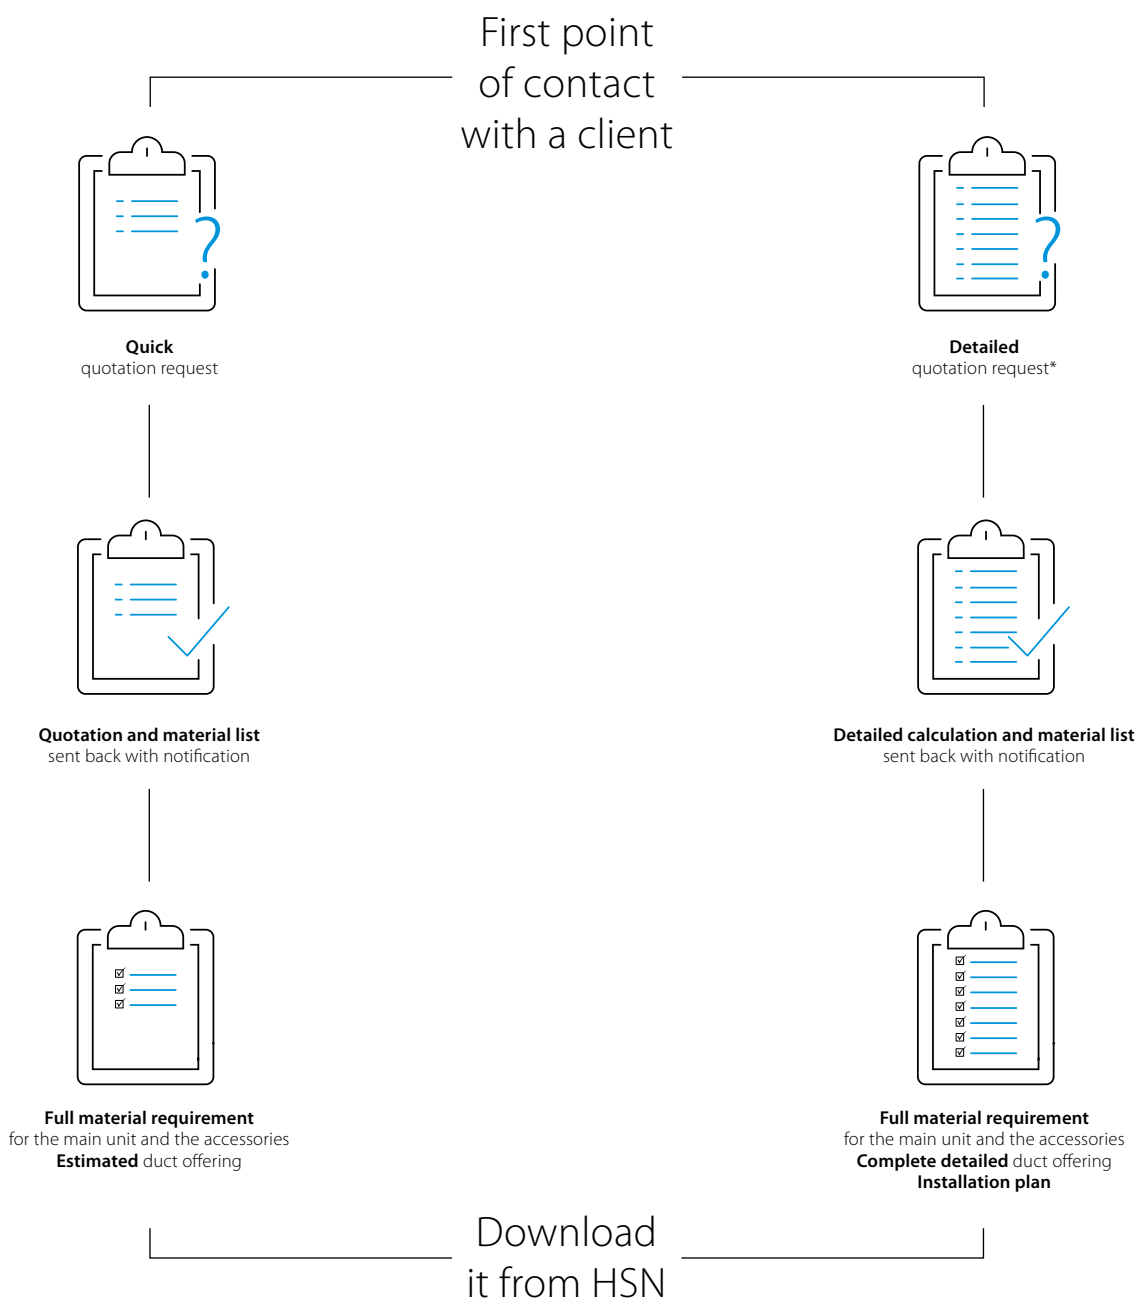 First point
of contact
with a client
Quick
quotation request
Detailed
quotation request*
Quotation and material list
sent back with notification
Detailed calculation and material list
sent back with notification
Full material requirement
for the main unit and the accessories
Estimated duct offering
Full material requirement
for the main unit and the accessories
Complete detailed duct offering
Installation plan
Download
it from HSN